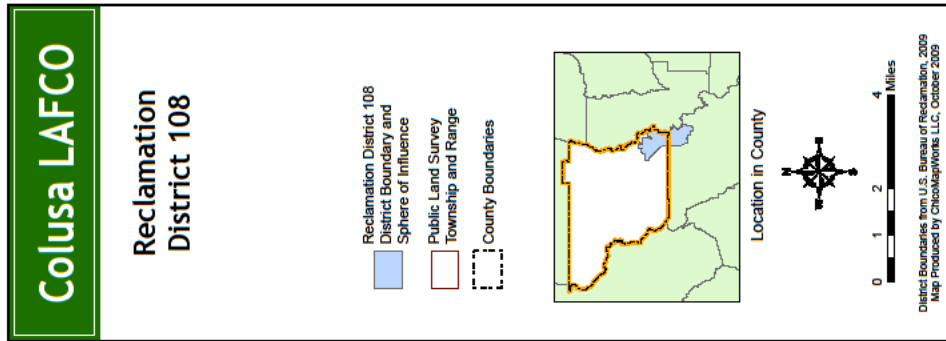 Colusa LAFCO
Reclamation
District 108
Reclamation District 108
District Boundary and
Sphere of Influence
Public Land Survey
Township and Range
County Boundaries
Location in County
N
W
E
S
0 1 2 4
Miles
District Boundaries from U.S. Bureau of Reclamation, 2009
Map Produced by ChicoMapWorks LLC, October 2009